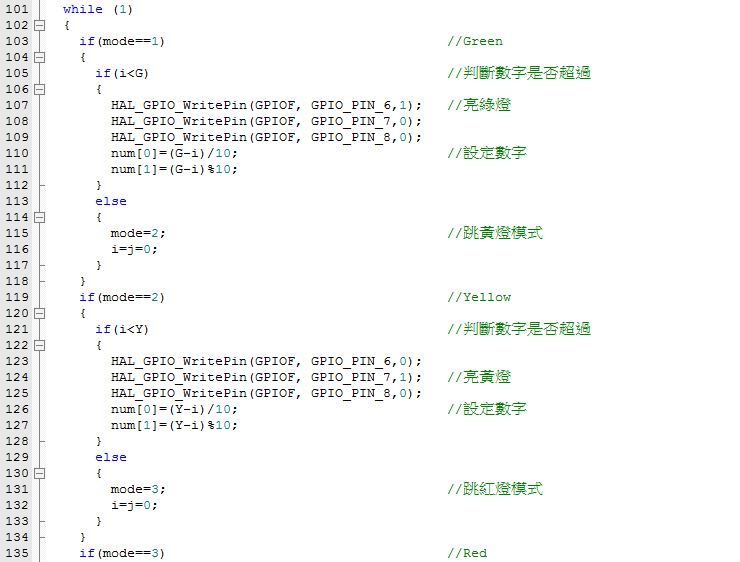 101 while (1)
102 {
103 if(mode==1) //Green
104 {
105 if(i<G) //判斷數字是否超過
106 {
107 HAL_GPIO_WritePin(GPIOF, GPIO_PIN_6,1); //亮綠燈
108 HAL_GPIO_WritePin(GPIOF, GPIO_PIN_7,0);
109 HAL_GPIO_WritePin(GPIOF, GPIO_PIN_8,0);
110 num[0]=(G-i)/10; //設定數字
111 num[1]=(G-i)%10;
112 }
113 else
114 {
115 mode=2; //跳黃燈模式
116 i=j=0;
117 }
118 }
119 if(mode==2) //Yellow
120 {
121 if(i<Y) //判斷數字是否超過
122 {
123 HAL_GPIO_WritePin(GPIOF, GPIO_PIN_6,0);
124 HAL_GPIO_WritePin(GPIOF, GPIO_PIN_7,1); //亮黃燈
125 HAL_GPIO_WritePin(GPIOF, GPIO_PIN_8,0);
126 num[0]=(Y-i)/10; //設定數字
127 num[1]=(Y-i)%10;
128 }
129 else
130 {
131 mode=3; //跳紅燈模式
132 i=j=0;
133 }
134 }
135 if(mode==3) //Red